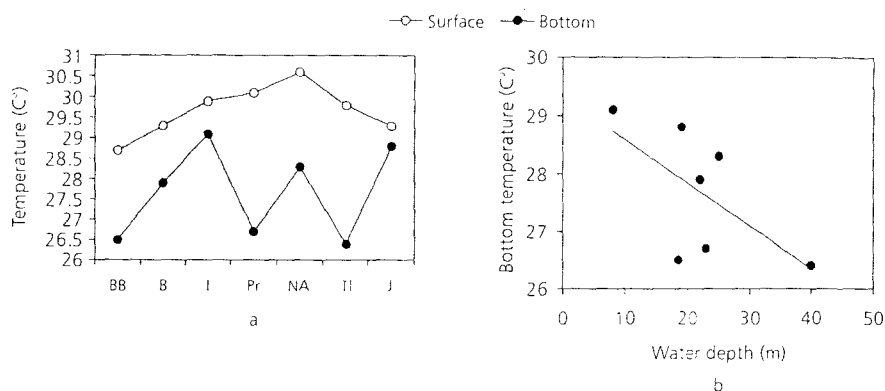 Surface Bottom
Temperature (C°)
31
30.5
30
29.5
29
28.5
28
27.5
27
26.5
26
BB B I Pr NA II J
a
Bottom temperature (C°)
30
29
28
27
26
0 10 20 30 40 50
Water depth (m)
b